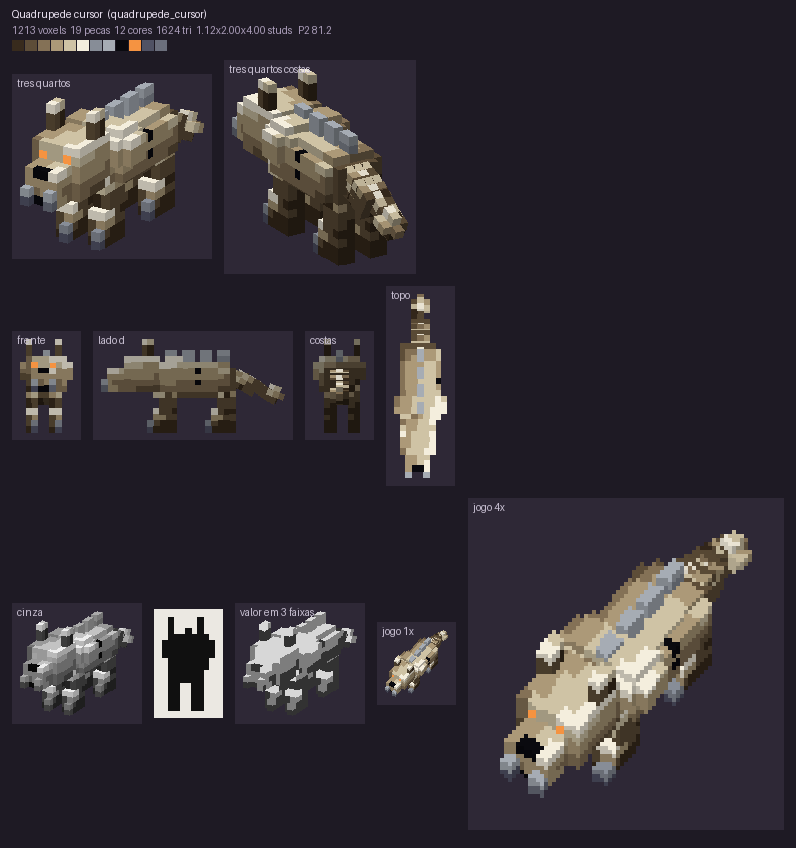 Quadrupede cursor (quadrupede_cursor)
1213 voxels 19 pecas 12 cores 1624 tri 1.12x2.00x4.00 studs P2 81.2
tres quartos
tres quartos costas
topo
frente
lado d
costas
jogo 4x
cinza
valor em 3 faixas
jogo 1x